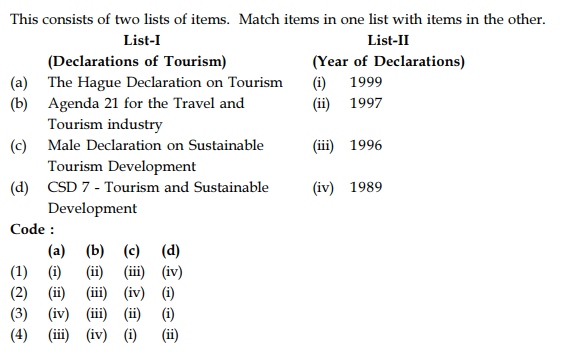 This consists of two lists of items. Match items in one list with items in the other.
List-I List-II
(Declarations of Tourism) (Year of Declarations)
(a) The Hague Declaration on Tourism (i) 1999
(b) Agenda 21 for the Travel and (ii) 1997
Tourism industry
(c) Male Declaration on Sustainable (iii) 1996
Tourism Development
(d) CSD 7 - Tourism and Sustainable (iv) 1989
Development
Code :
(a) (b) (c) (d)
(1) (i) (ii) (iii) (iv)
(2) (ii) (iii) (iv) (i)
(3) (iv) (iii) (ii) (i)
(4) (iii) (iv) (i) (ii)